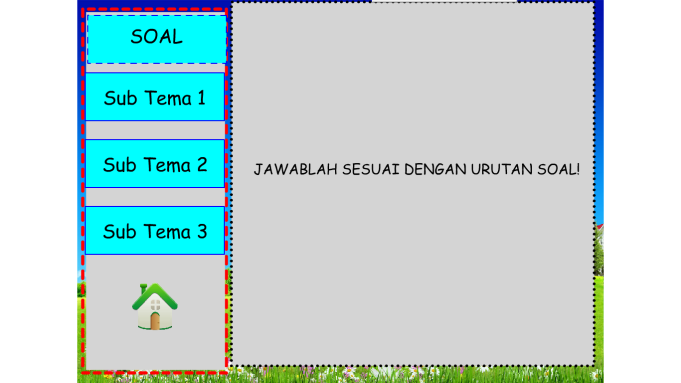 SOAL
Sub Tema 1
Sub Tema 2
Sub Tema 3
JAWABLAH SESUAI DENGAN URUTAN SOAL!